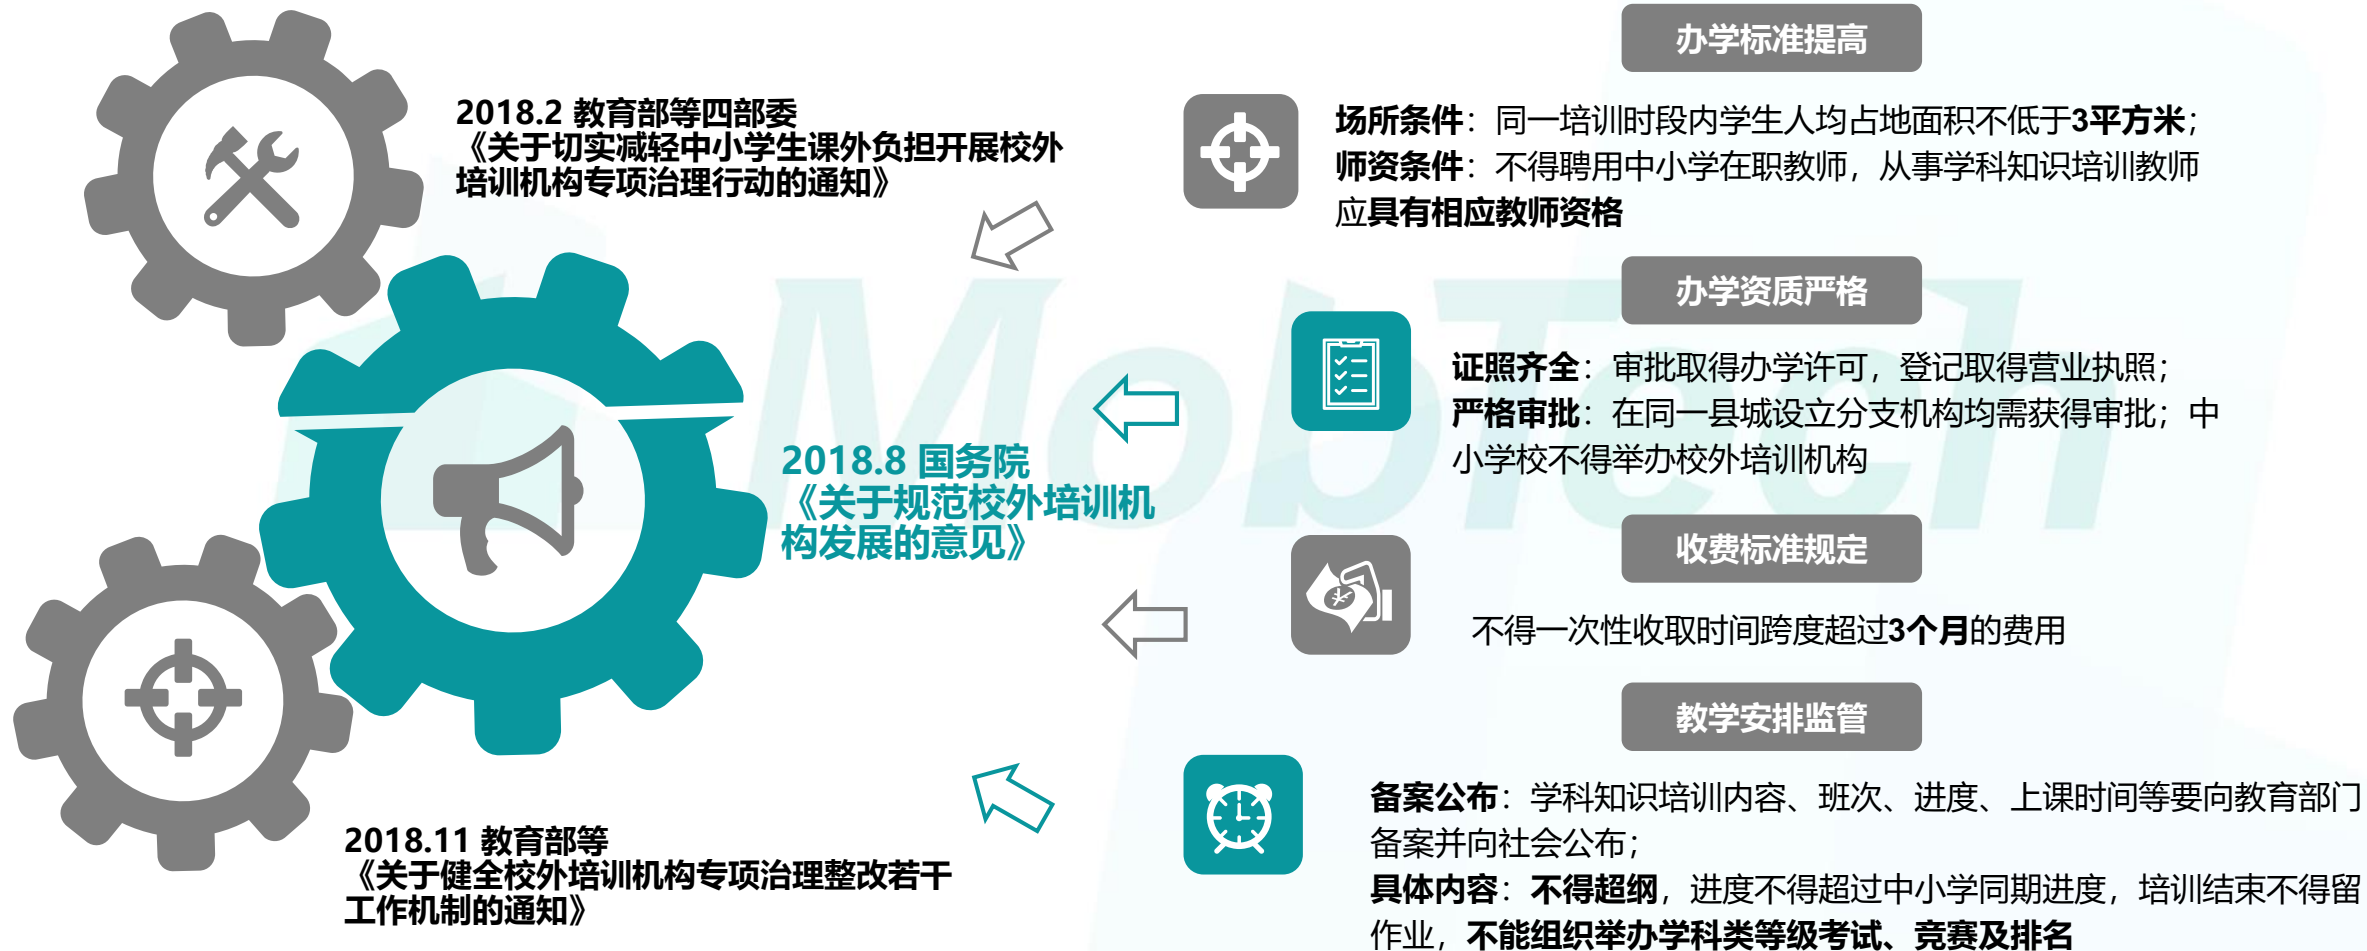 2018.2 教育部等四部委
《关于切实减轻中小学生课外负担开展校外
培训机构专项治理行动的通知》
2018.8 国务院
《关于规范校外培训机
构发展的意见》
2018.11 教育部等
《关于健全校外培训机构专项治理整改若干
工作机制的通知》
办学标准提高
场所条件：同一培训时段内学生人均占地面积不低于3平方米；
师资条件：不得聘用中小学在职教师，从事学科知识培训教师
应具有相应教师资格
办学资质严格
证照齐全：审批取得办学许可，登记取得营业执照；
严格审批：在同一县城设立分支机构均需获得审批；中
小学校不得举办校外培训机构
收费标准规定
不得一次性收取时间跨度超过3个月的费用
教学安排监管
备案公布：学科知识培训内容、班次、进度、上课时间等要向教育部门
备案并向社会公布；
具体内容：不得超纲，进度不得超过中小学同期进度，培训结束不得留
作业，不能组织举办学科类等级考试、竞赛及排名
MobTech